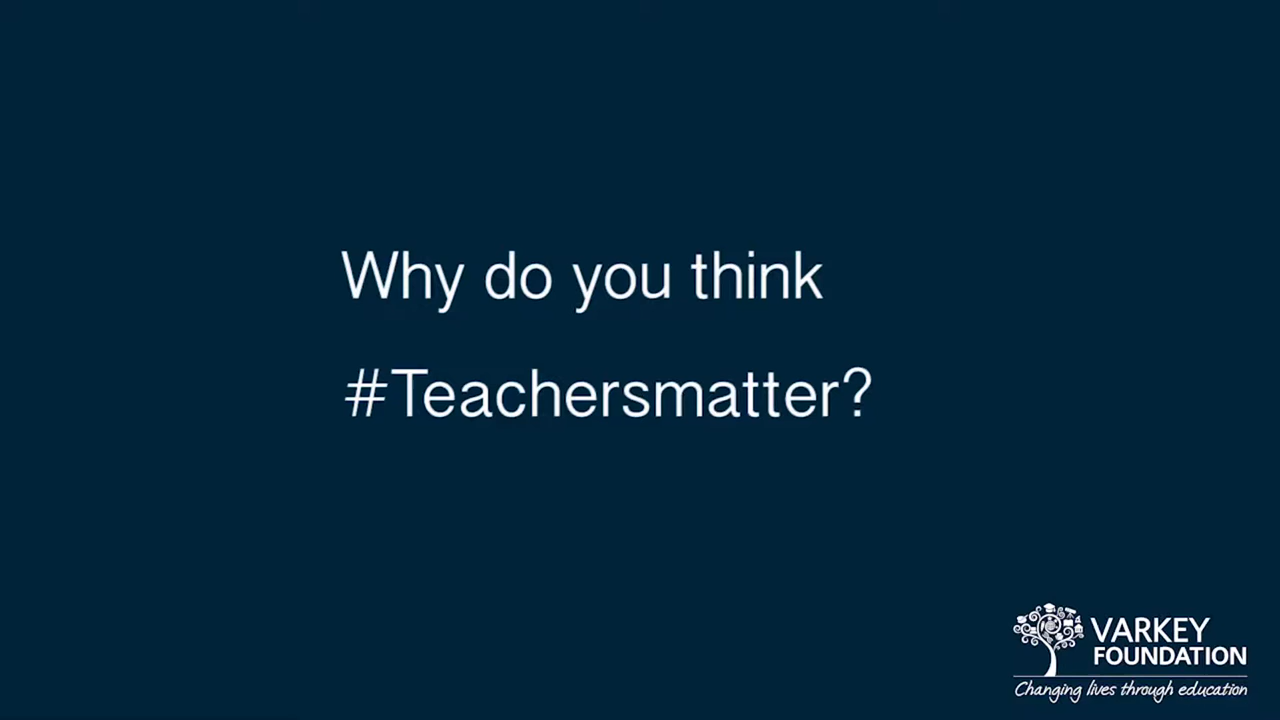 Why do you think
#Teachersmatter?
VARKEY
FOUNDATION
Changing lives through education